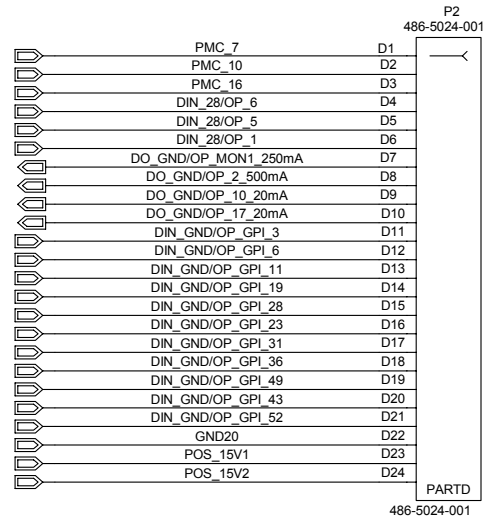 P2
486-5024-001
PMC_7 D1
PMC_10 D2
PMC_16 D3
DIN_28/OP_6 D4
DIN_28/OP_5 D5
DIN_28/OP_1 D6
DO_GND/OP_MON1_250mA D7
DO_GND/OP_2_500mA D8
DO_GND/OP_10_20mA D9
DO_GND/OP_17_20mA D10
DIN_GND/OP_GPI_3 D11
DIN_GND/OP_GPI_6 D12
DIN_GND/OP_GPI_11 D13
DIN_GND/OP_GPI_19 D14
DIN_GND/OP_GPI_28 D15
DIN_GND/OP_GPI_23 D16
DIN_GND/OP_GPI_31 D17
DIN_GND/OP_GPI_36 D18
DIN_GND/OP_GPI_49 D19
DIN_GND/OP_GPI_43 D20
DIN_GND/OP_GPI_52 D21
GND20 D22
POS_15V1 D23
POS_15V2 D24
PARTD
486-5024-001